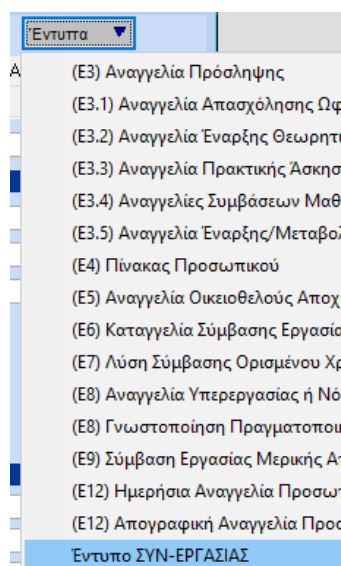 Έντυπα
(Ε3) Αναγγελία Πρόσληψης
(Ε3.1) Αναγγελία Απασχόλησης
(Ε3.2) Αναγγελία Έναρξης
(Ε3.3) Αναγγελία Πρακτικής
(Ε3.4) Αναγγελίες Συμβάσεων
(Ε3.5) Αναγγελία
(Ε4) Πίνακας Προσωπικού
(Ε5) Αναγγελία Οικειοθελούς
(Ε6) Καταγγελία Σύμβασης
(Ε7) Λύση Σύμβασης Ορισμένου
(Ε8) Αναγγελία Υπερεργασίας ή
(Ε8) Γνωστοποίηση
(Ε9) Σύμβαση Εργασίας Μερικής
(Ε12) Ημερήσια Αναγγελία
(Ε12) Απογραφική Αναγγελία
Έντυπο ΣΥΝ-ΕΡΓΑΣΙΑΣ